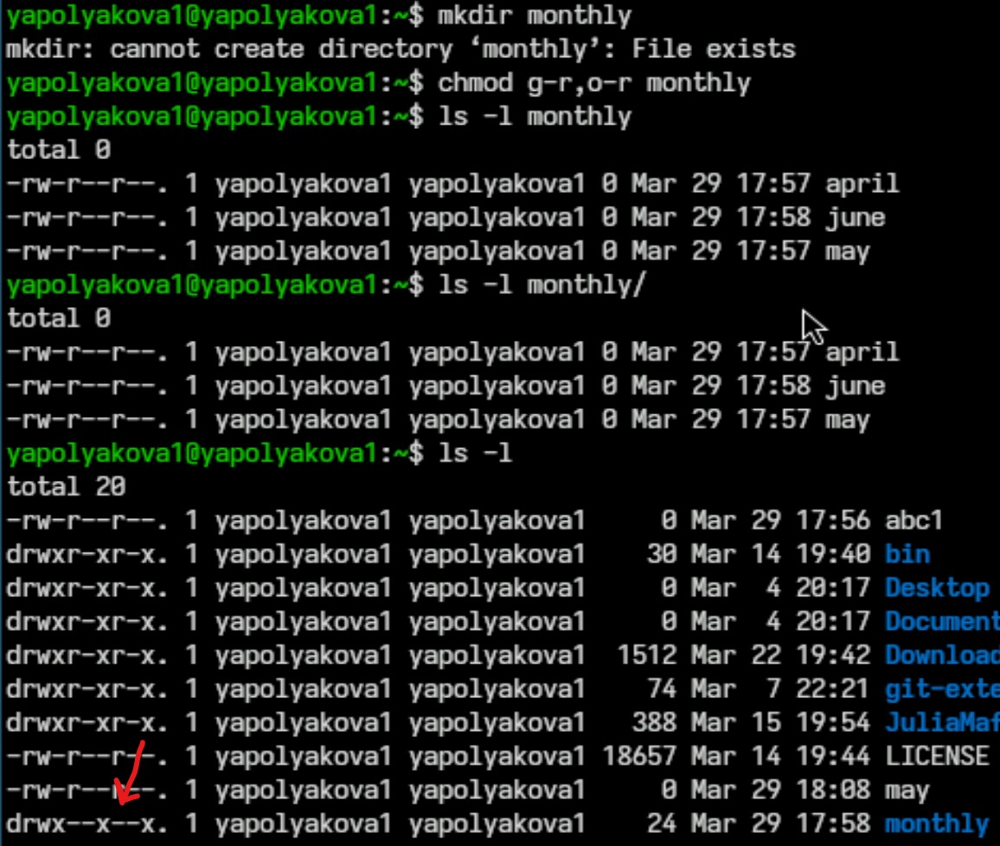 yapolyakova1@yapolyakova1:~$ mkdir monthly
mkdir: cannot create directory ‘monthly’: File exists
yapolyakova1@yapolyakova1:~$ chmod g-r,o-r monthly
yapolyakova1@yapolyakova1:~$ ls -l monthly
total 0
-rw-r--r--. 1 yapolyakova1 yapolyakova1 0 Mar 29 17:57 april
-rw-r--r--. 1 yapolyakova1 yapolyakova1 0 Mar 29 17:58 june
-rw-r--r--. 1 yapolyakova1 yapolyakova1 0 Mar 29 17:57 may
yapolyakova1@yapolyakova1:~$ ls -l monthly/
total 0
-rw-r--r--. 1 yapolyakova1 yapolyakova1 0 Mar 29 17:57 april
-rw-r--r--. 1 yapolyakova1 yapolyakova1 0 Mar 29 17:58 june
-rw-r--r--. 1 yapolyakova1 yapolyakova1 0 Mar 29 17:57 may
yapolyakova1@yapolyakova1:~$ ls -l
total 20
-rw-r--r--. 1 yapolyakova1 yapolyakova1     0 Mar 29 17:56 abc1
drwxr-xr-x. 1 yapolyakova1 yapolyakova1    30 Mar 14 19:40 bin
drwxr-xr-x. 1 yapolyakova1 yapolyakova1     0 Mar  4 20:17 Desktop
drwxr-xr-x. 1 yapolyakova1 yapolyakova1     0 Mar  4 20:17 Document
drwxr-xr-x. 1 yapolyakova1 yapolyakova1  1512 Mar 22 19:42 Download
drwxr-xr-x. 1 yapolyakova1 yapolyakova1    74 Mar  7 22:21 git-exte
drwxr-xr-x. 1 yapolyakova1 yapolyakova1   388 Mar 15 19:54 JuliaMaf
-rw-r--r--. 1 yapolyakova1 yapolyakova1 18657 Mar 14 19:44 LICENSE
-rw-r--r--. 1 yapolyakova1 yapolyakova1     0 Mar 29 18:08 may
drwx--x--x. 1 yapolyakova1 yapolyakova1    24 Mar 29 17:58 monthly